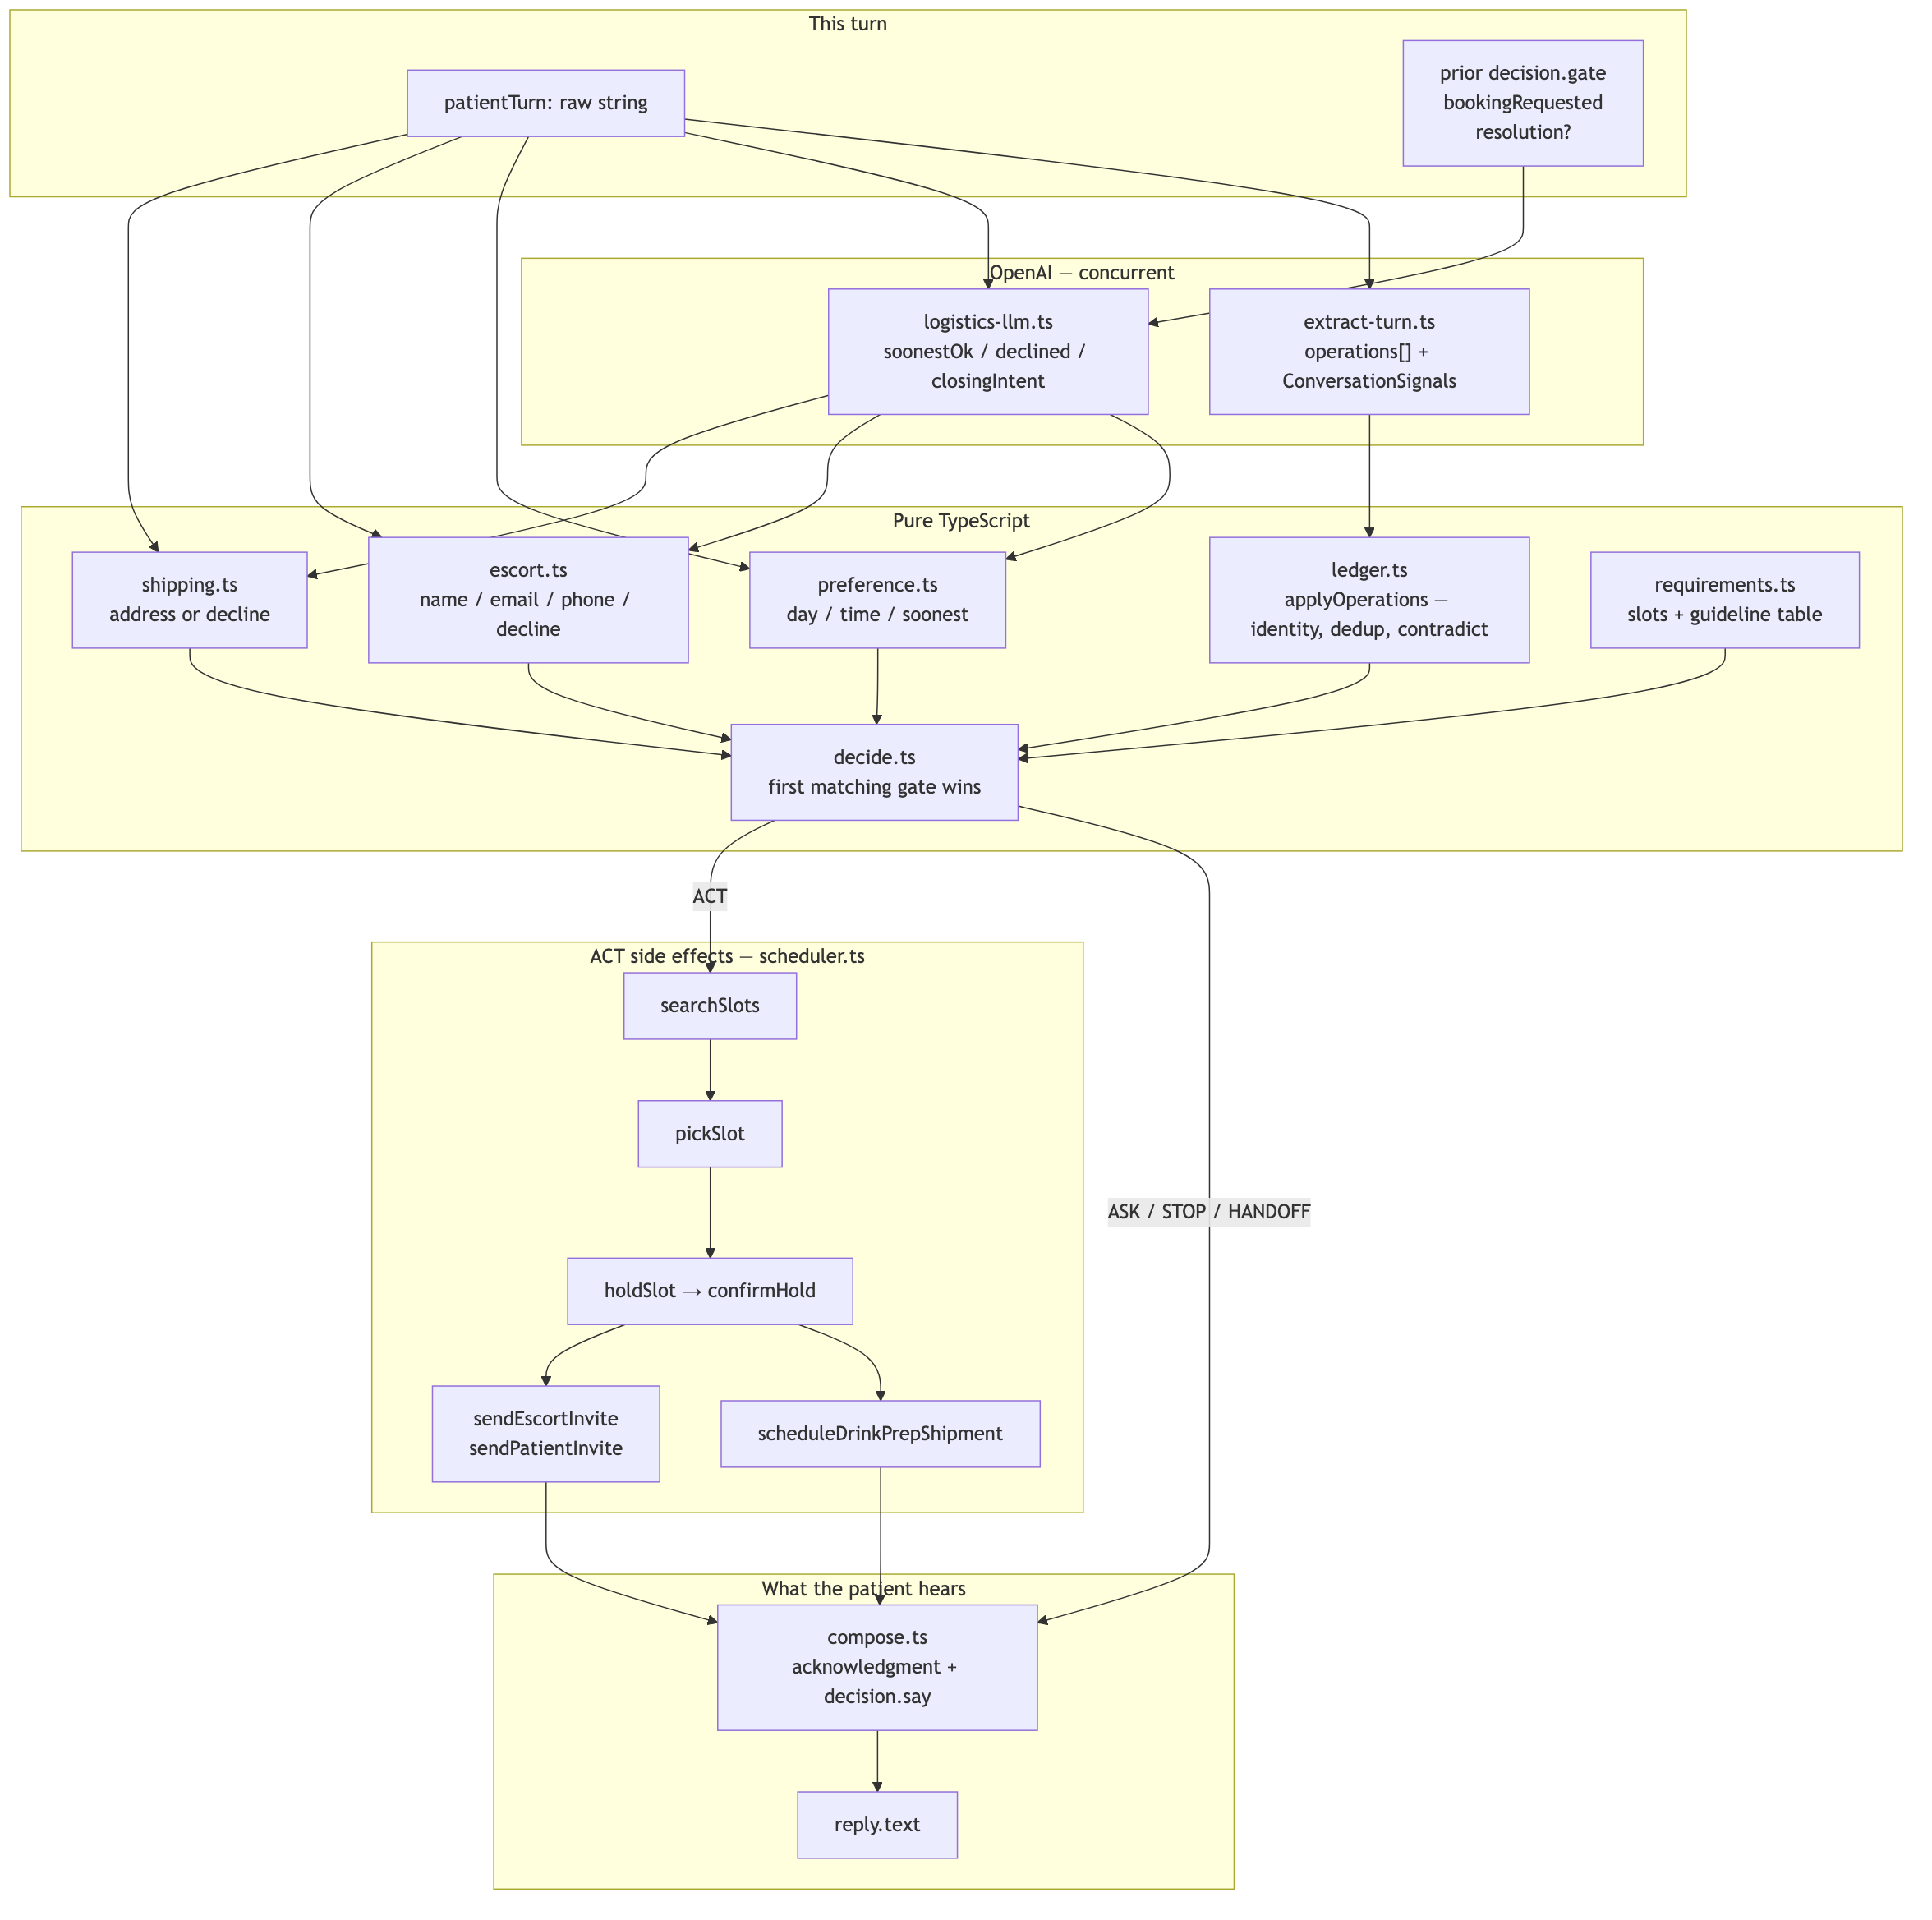 This turn
patientTurn: raw string
prior decision.gate
bookingRequested
resolution?
OpenAI — concurrent
logistics-llm.ts
soonestOk / declined /
closingIntent
extract-turn.ts
operations[] +
ConversationSignals
Pure TypeScript
shipping.ts
address or decline
escort.ts
name / email / phone /
decline
preference.ts
day / time / soonest
ledger.ts
applyOperations —
identity, dedup, contradict
requirements.ts
slots + guideline table
decide.ts
first matching gate wins
ACT
ASK / STOP / HANDOFF
ACT side effects — scheduler.ts
searchSlots
pickSlot
holdSlot → confirmHold
sendEscortInvite
sendPatientInvite
scheduleDrinkPrepShipment
What the patient hears
compose.ts
acknowledgment +
decision.say
reply.text